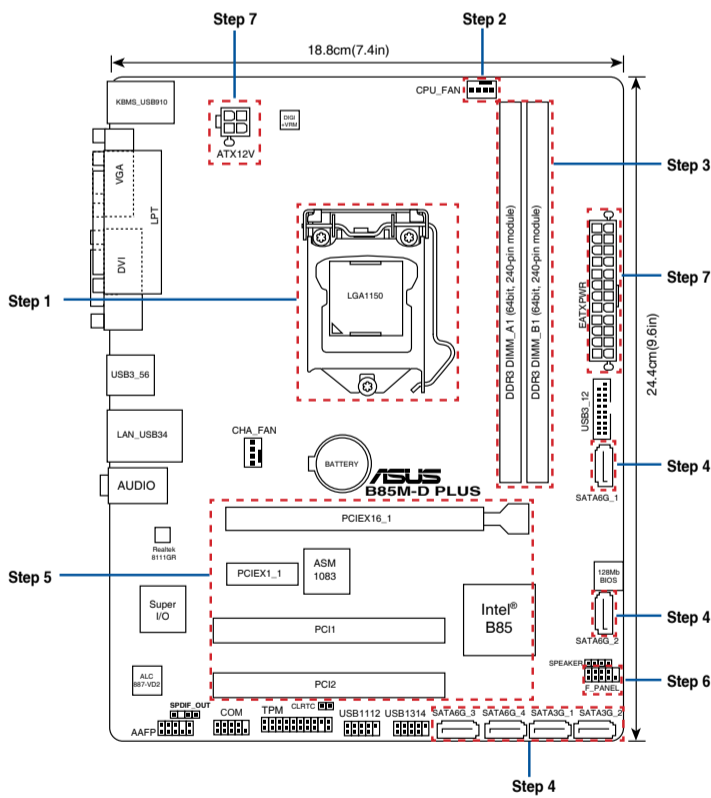 Step 7
Step 2
18.8cm(7.4in)
KBMS_USB910
CPU_FAN
DIGI
+VRM
ATX12V
Step 3
VGA
LPT
DVI
DDR3 DIMM_A1 (64bit, 240-pin module)
DDR3 DIMM_B1 (64bit, 240-pin module)
EATXPWR
Step 7
Step 1
LGA1150
24.4cm(9.6in)
USB3_56
USB3_12
LAN_USB34
CHA_FAN
BATTERY
Step 4
AUDIO
ASUS
B85M-D PLUS
SATA6G_1
PCIEX16_1
Realtek
8111GR
Step 5
PCIEX1_1
ASM
1083
128Mb
BIOS
Super
I/O
Intel®
B85
Step 4
PCI1
SATA6G_2
SPEAKER
ALC
887-VD2
PCI2
F_PANEL
Step 6
SPDIF_OUT
AAFP
COM
TPM
CLRTC
USB1112
USB1314
SATA6G_3
SATA6G_4
SATA3G_1
SATA3G_2
Step 4